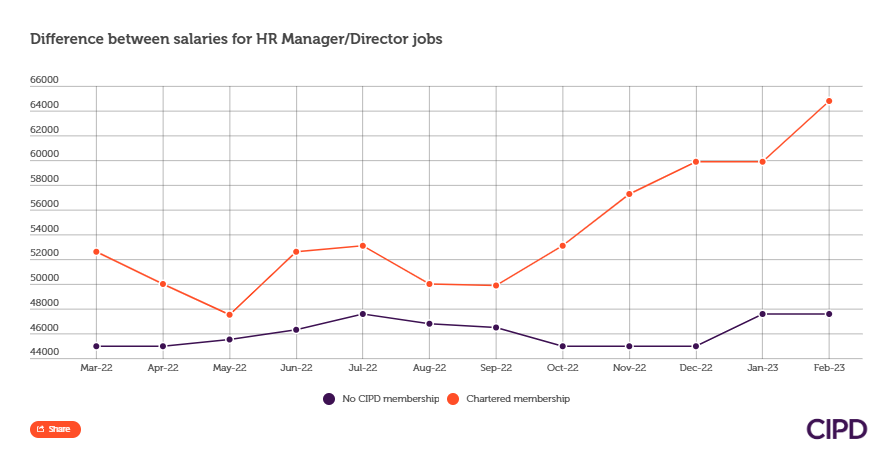 Difference between salaries for HR Manager/Director jobs
66000
64000
62000
60000
58000
56000
54000
52000
50000
48000
46000
44000
Mar-22 Apr-22 May-22 Jun-22 Jul-22 Aug-22 Sep-22 Oct-22 Nov-22 Dec-22 Jan-23 Feb-23
No CIPD membership Chartered membership
Share
CIPD